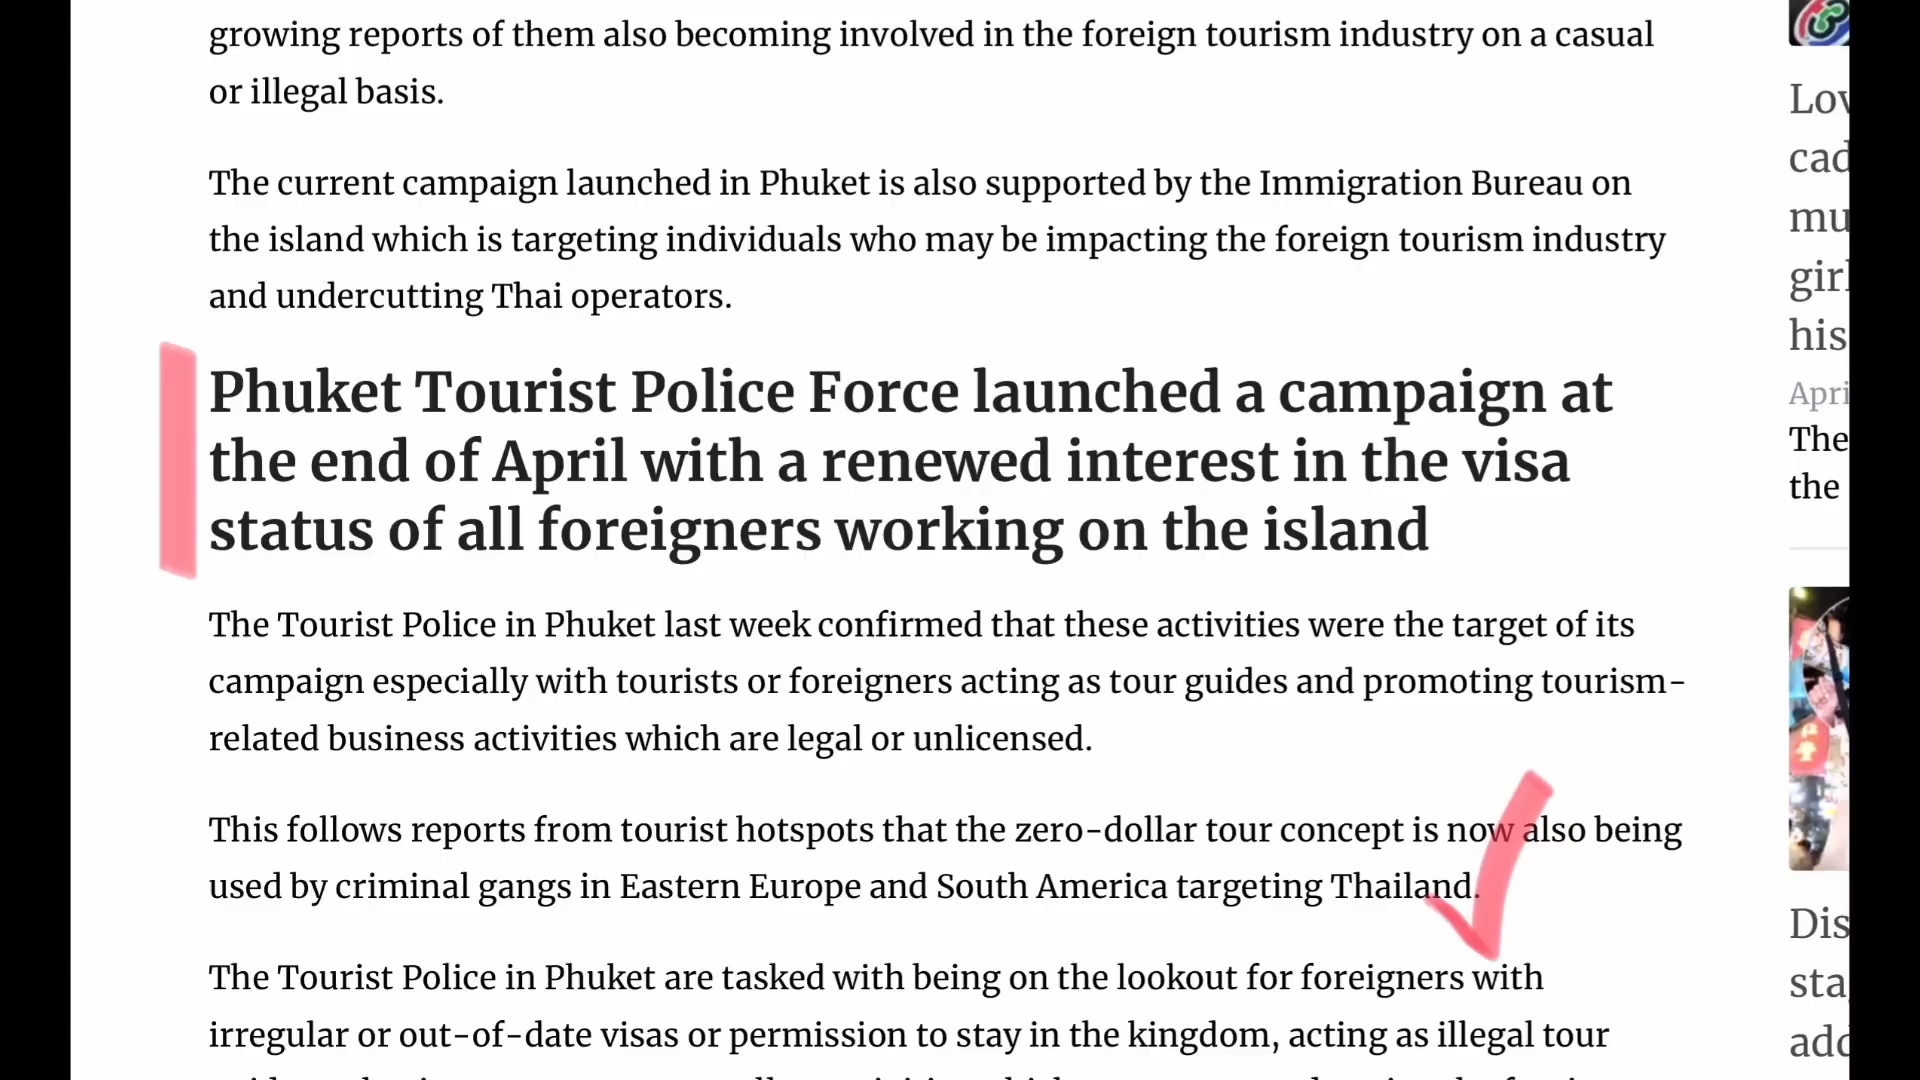 growing reports of them also becoming involved in the foreign tourism industry on a casual
or illegal basis.
The current campaign launched in Phuket is also supported by the Immigration Bureau on
the island which is targeting individuals who may be impacting the foreign tourism industry
and undercutting Thai operators.
Phuket Tourist Police Force launched a campaign at
the end of April with a renewed interest in the visa
status of all foreigners working on the island
The Tourist Police in Phuket last week confirmed that these activities were the target of its
campaign especially with tourists or foreigners acting as tour guides and promoting tourism-
related business activities which are legal or unlicensed.
This follows reports from tourist hotspots that the zero-dollar tour concept is now also being
used by criminal gangs in Eastern Europe and South America targeting Thailand.
The Tourist Police in Phuket are tasked with being on the lookout for foreigners with
irregular or out-of-date visas or permission to stay in the kingdom, acting as illegal tour
Lov
cad
mu
girl
his
Apri
The
the
Dis
sta
add